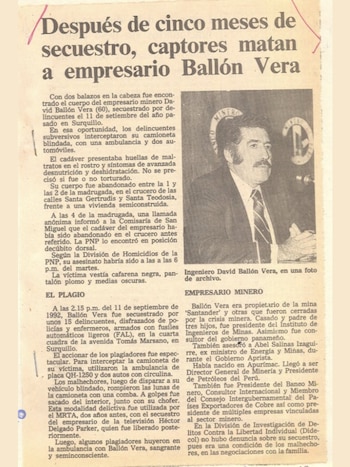 Después de cinco meses de
secuestro, captores matan
a empresario Ballón Vera
Con dos balazos en la cabeza fue encon-
trado el cuerpo del empresario minero Da-
vid Ballón Vera (60), secuestrado por de-
lincuentes el 11 de setiembre del año pa-
sado en Surquillo.
En esa oportunidad, los delincuentes
subversivos interceptaron su camioneta
blindada, con una ambulancia y dos au-
tomóviles.
El cadáver presentaba huellas de mal-
tratos en el rostro y síntomas de avanzada
desnutrición y deshidratación. No se pre-
cisó si fue o no torturado.
Su cuerpo fue abandonado entre la 1 y
las 2 de la madrugada, en el crucero de las
calles Santa Gertrudis y Santa Teodosia,
frente a una vivienda semiconstruida.
A las 4 de la madrugada, una llamada
anónima informó a la Comisaría de San
Miguel que el cadáver del empresario ha-
bía sido abandonado en el crucero antes
referido. La PNP lo encontró en posición
decúbito dorsal.
Según la División de Homicidios de la
PNP, su asesinato habría sido a las a las 6
p.m. del martes.
La víctima vestía cafarena negra, pan-
talón plomo y medias oscuras.
EL PLAGIO
A las 2.15 p.m. del 11 de septiembre de
1992, Ballón Vera fue secuestrado por
unos 15 delincuentes, disfrazados de poli-
cías y enfermeros, armados con fusiles
automáticos ligeros (FAL), en la cuarta
cuadra de la avenida Tomás Marsano, en
Surquillo.
El accionar de los plagiarios fue espec-
tacular. Para interceptar la camioneta de
su víctima, utilizaron la ambulancia de
placa QH-1250 y dos autos con circulina.
Los malhechores, luego de disparar a su
vehículo blindado, rompieron las lunas de
la camioneta con una comba. A golpes fue
sacado del interior, junto con su chofer.
Esta modalidad delictiva fue utilizada por
el MRTA, dos años antes, con el secuestro
del empresario de la televisión Héctor
Delgado Parker, quien fue liberado poste-
riormente.
Luego, algunos plagiadores huyeron en
la ambulancia con Ballón Vera, sangrante
y semiinconsciente.
Ingeniero David Ballón Vera, en una foto
de archivo.
EMPRESARIO MINERO
Ballón Vera era propietario de la mina
'Santander' y otras que fueron cerradas
por la crisis minera. Casado y padre de
tres hijos, fue presidente del Instituto de
Ingenieros de Minas. Asimismo fue con-
sultor del gobierno panameño.
También asesoró a Abel Salinas Izagui-
rre, en ministro de Energía y Minas, du-
rante el Gobierno Aprista.
Había nacido en Apurímac. Llegó a ser
Director General de Minería y Presidente
de Petróleos del Perú.
También fue Presidente del Banco Mi-
nero, Consultor Internacional y Miembro
del Consejo Intergubernamental del Paí-
ses Exportadores de Cobre así como pre-
sidente de múltiples empresas vinculadas
al sector minero.
En la División de Investigación de De-
litos Contra la Libertad Individual (Did-
col) no hubo denuncia sobre su secuestro,
pues era una condición de los malhecho-
res, en las negociaciones con la familia.